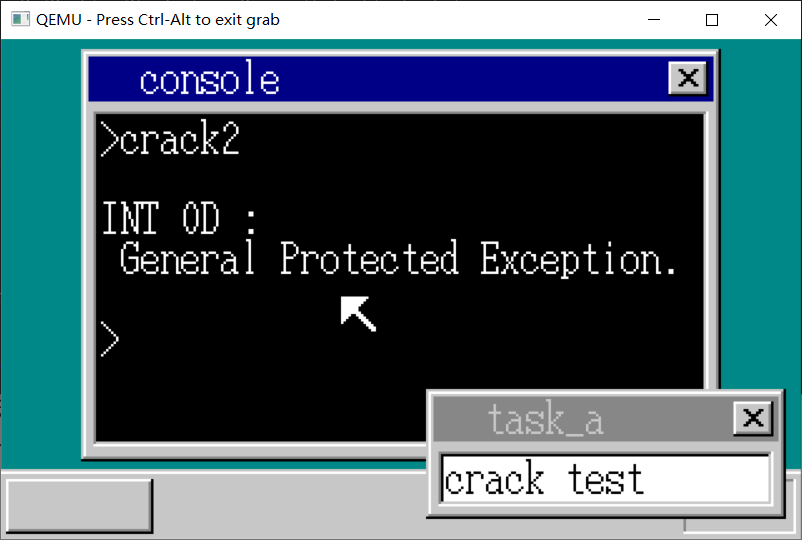 QEMU - Press Ctrl-Alt to exit grab
console
>crack2
INT 0D :
General Protected Exception.
>
task_a
crack test